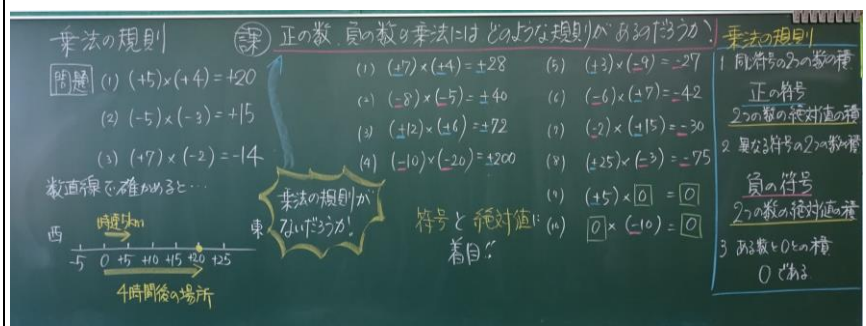 乗法の規則
問題 (1) (+5)×(+4)=+20
(2) (-5)×(-3)=+15
(3) (+7)×(-2)=-14
数直線で確かめると…
時速5km
西 東
-5 0 +5 +10 +15 +20 +25
4時間後の場所
課 正の数、負の数の乗法にはどのような規則があるのだろうか?
乗法の規則が
ないだろうか?
(1) (+7)×(+4)=+28
(2) (-8)×(-5)=+40
(3) (+12)×(+6)=+72
(4) (-10)×(-20)=+200
符号と絶対値に
着目!!
(5) (+3)×(-9)=-27
(6) (-6)×(+7)=-42
(7) (-2)×(+15)=-30
(8) (+25)×(-3)=-75
(9) (+5)×0=0
(10) 0×(-10)=0
乗法の規則
1 同符号の2つの数の積
正の符号
2つの数の絶対値の積
2 異なる符号の2つの数の積
負の符号
2つの数の絶対値の積
3 ある数と0との積
0である